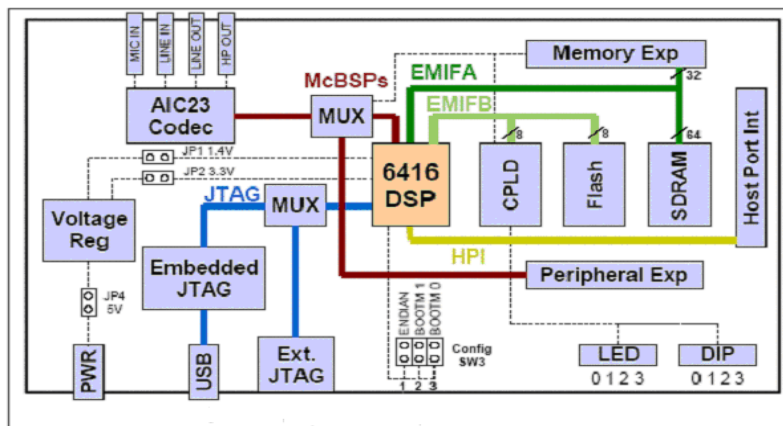 MIC IN
LINE IN
LINE OUT
HP OUT
AIC23
Codec
McBSPs
MUX
EMIFA
EMIFB
Memory Exp
32
64
8
8
JP1 1.4V
JP2 3.3V
6416
DSP
CPLD
Flash
SDRAM
Host Port Int
JTAG
MUX
Voltage
Reg
HPI
Embedded
JTAG
Peripheral Exp
JP4
5V
ENDIAN
BOOTM 1
BOOTM 0
Config
SW3
1 2 3
PWR
USB
Ext.
JTAG
LED
0 1 2 3
DIP
0 1 2 3